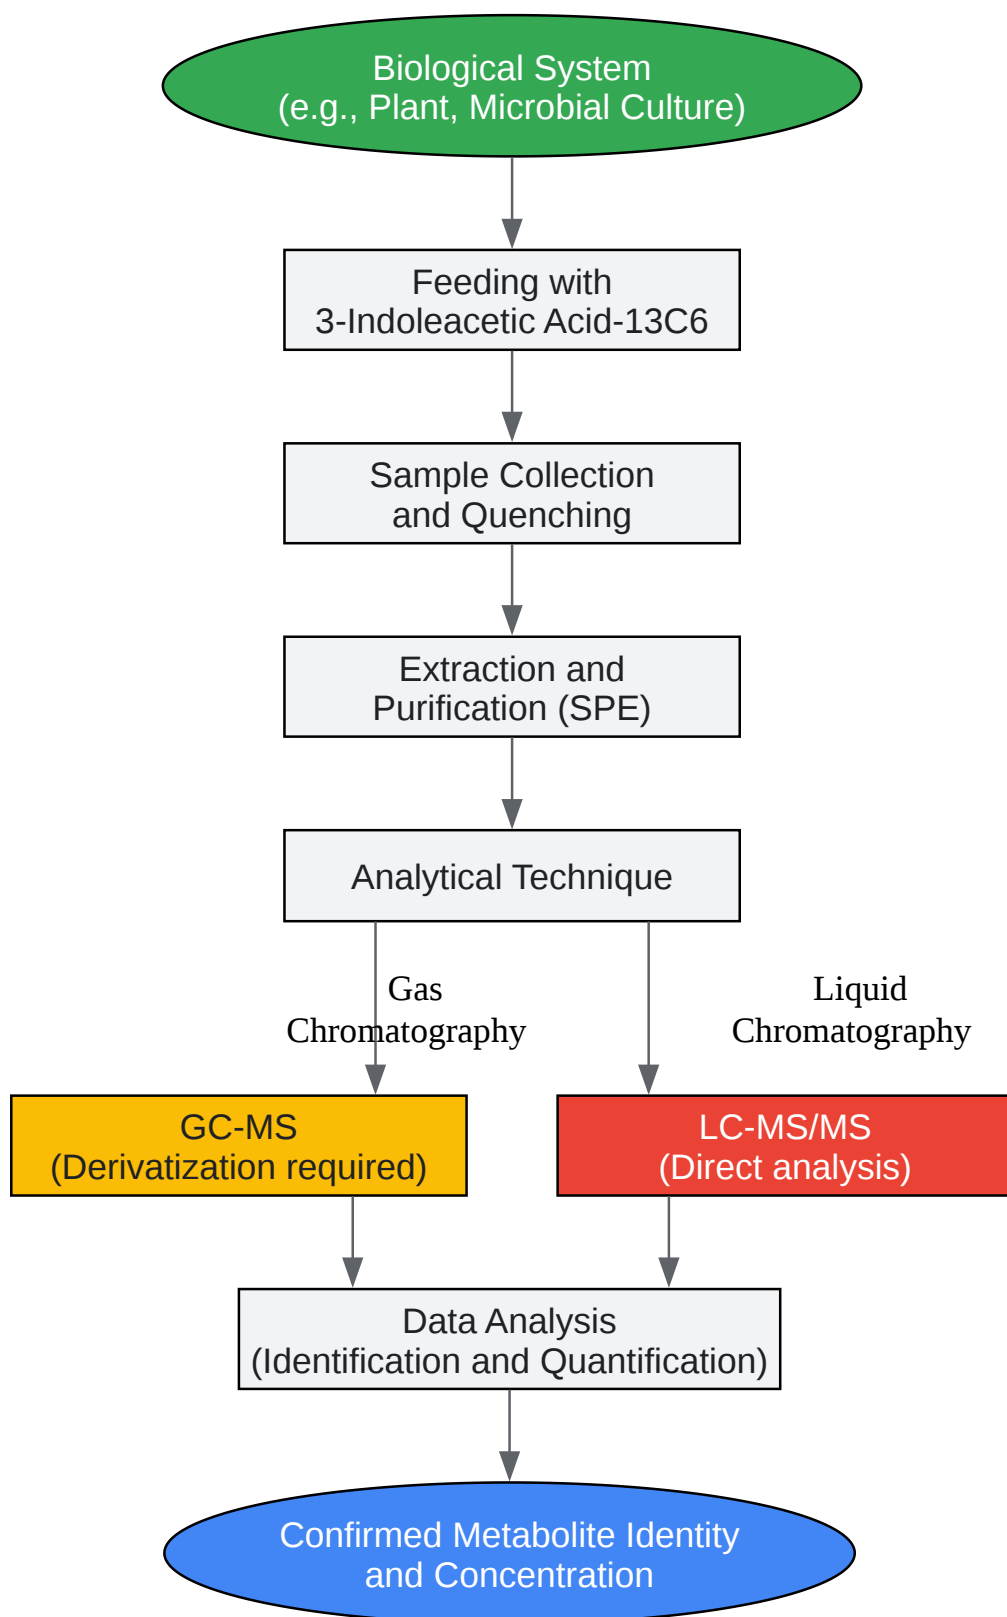 Biological System
(e.g., Plant, Microbial Culture)
Feeding with
3-Indoleacetic Acid-13C6
Sample Collection
and Quenching
Extraction and
Purification (SPE)
Analytical Technique
Gas
Chromatography
Liquid
Chromatography
GC-MS
(Derivatization required)
LC-MS/MS
(Direct analysis)
Data Analysis
(Identification and Quantification)
Confirmed Metabolite Identity
and Concentration